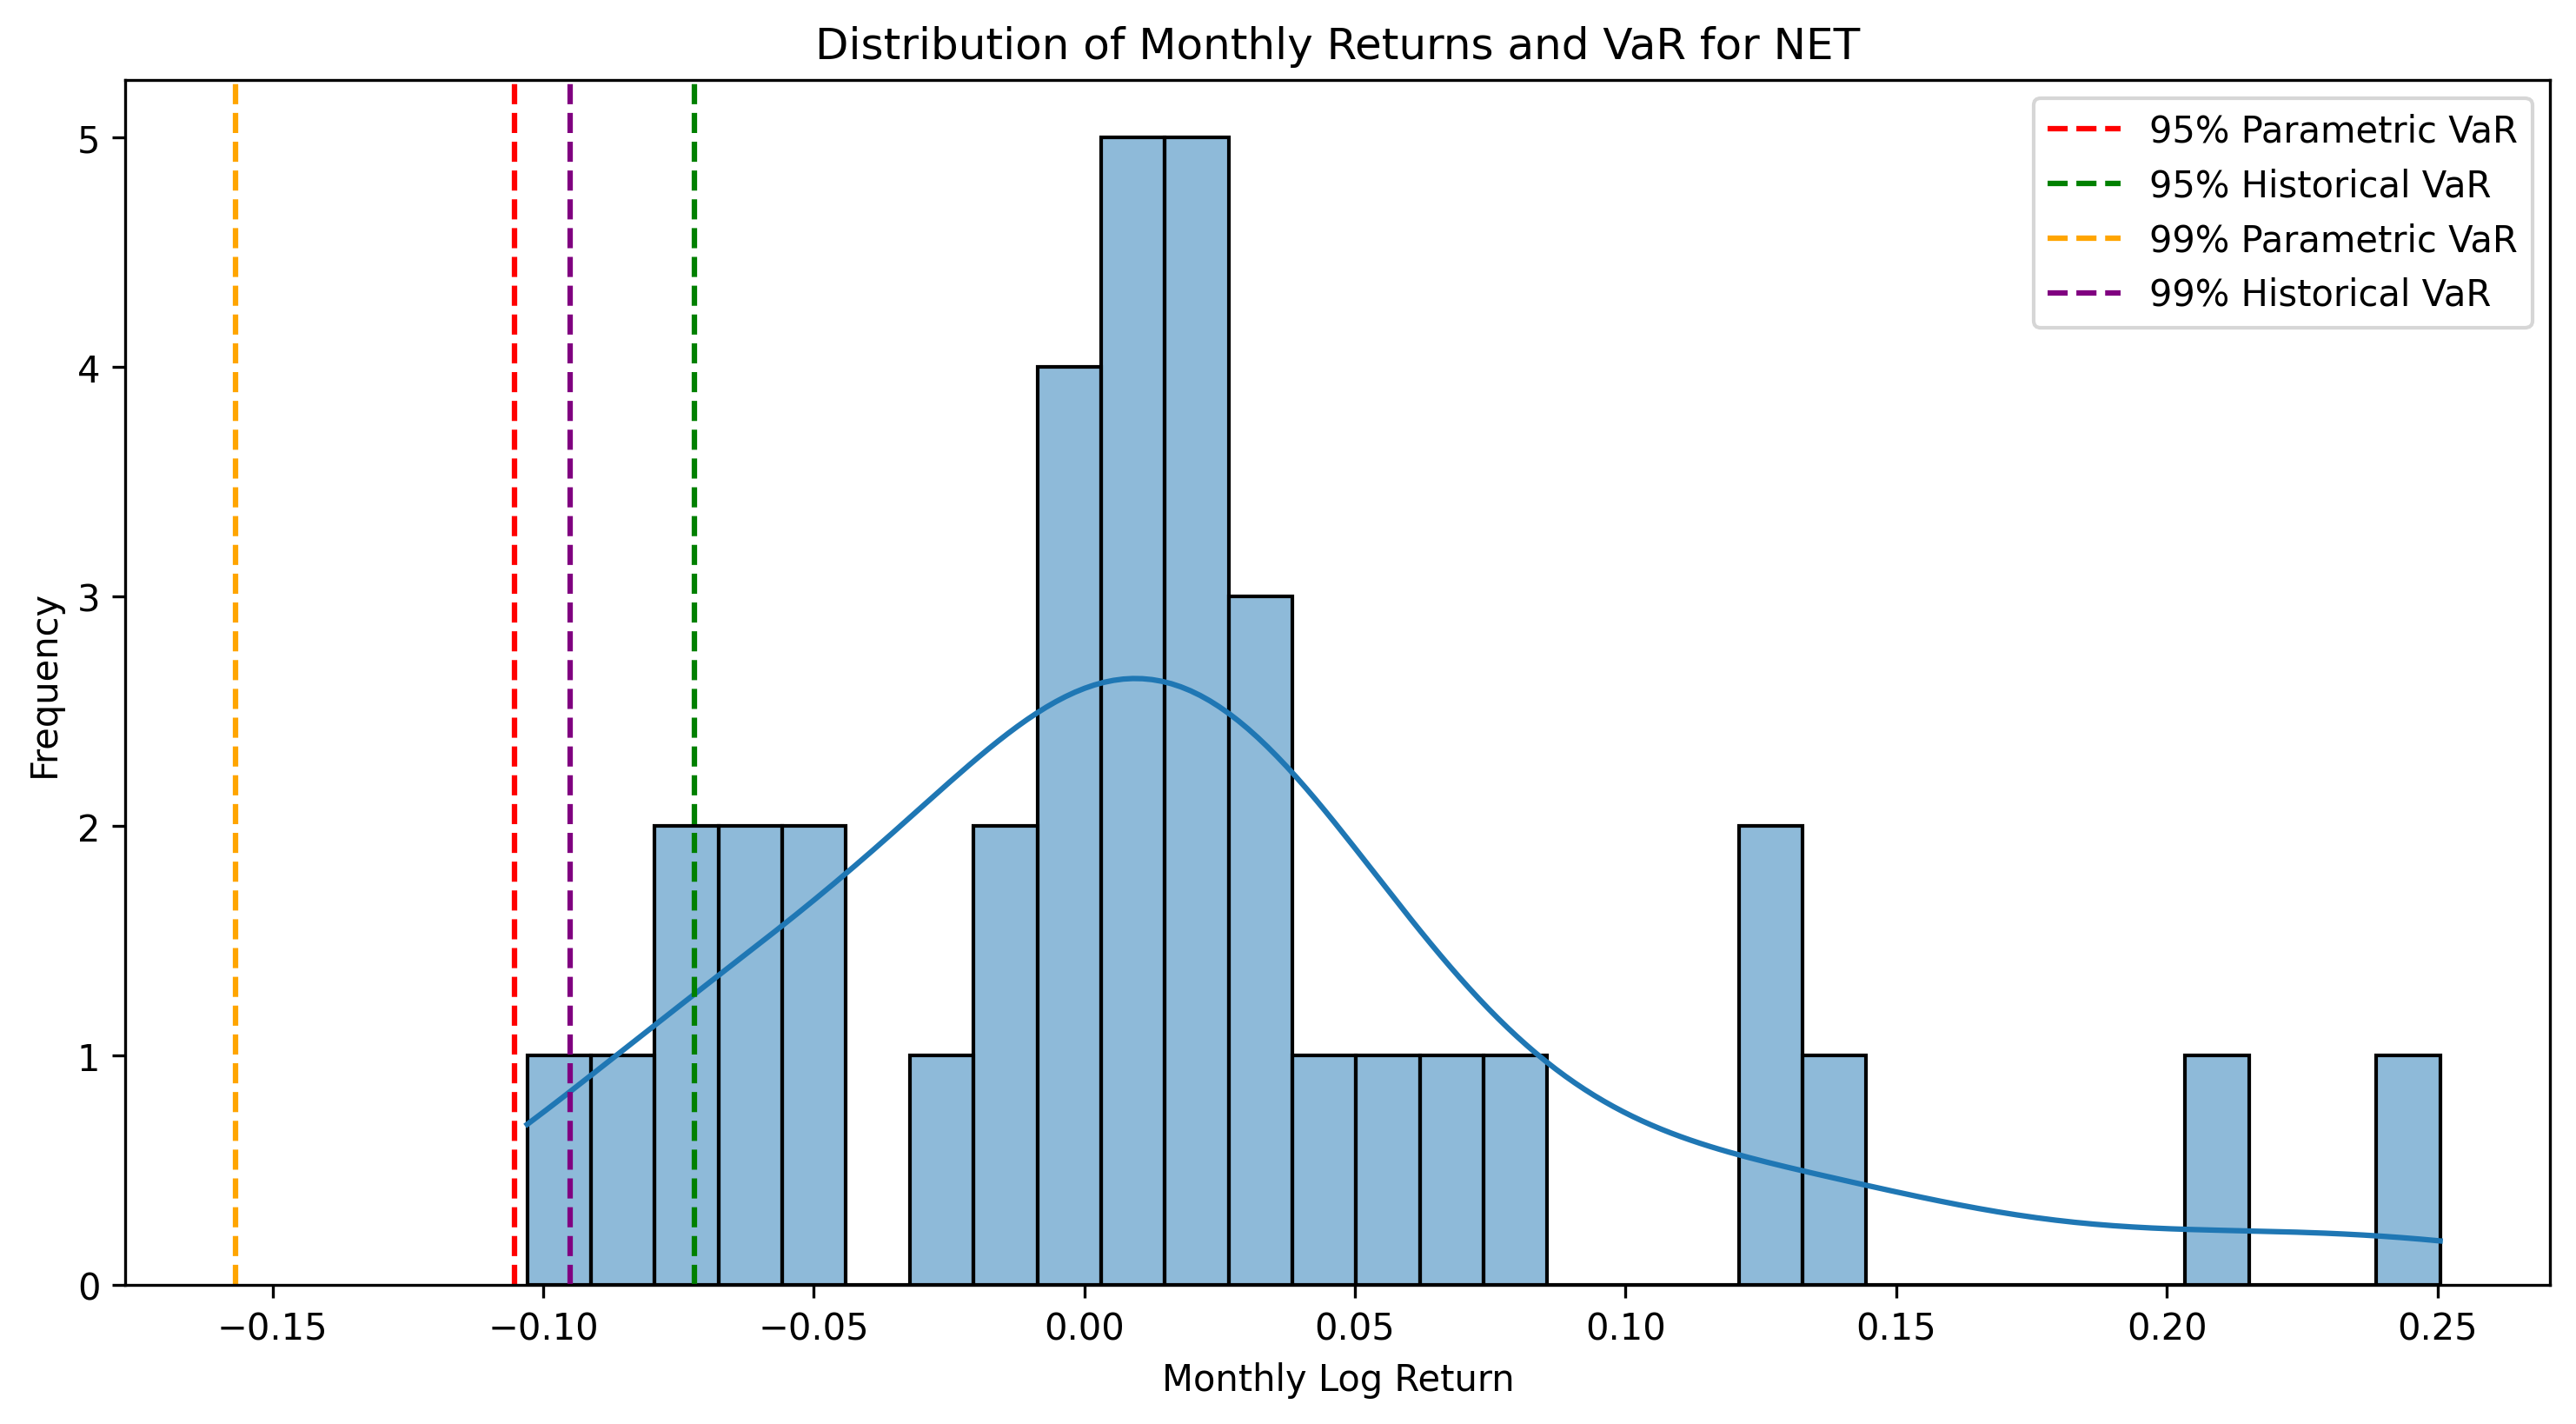 Distribution of Monthly Returns and VaR for NET
95% Parametric VaR
95% Historical VaR
99% Parametric VaR
99% Historical VaR
5
4
3
2
1
0
Frequency
−0.15 −0.10 −0.05 0.00 0.05 0.10 0.15 0.20 0.25
Monthly Log Return